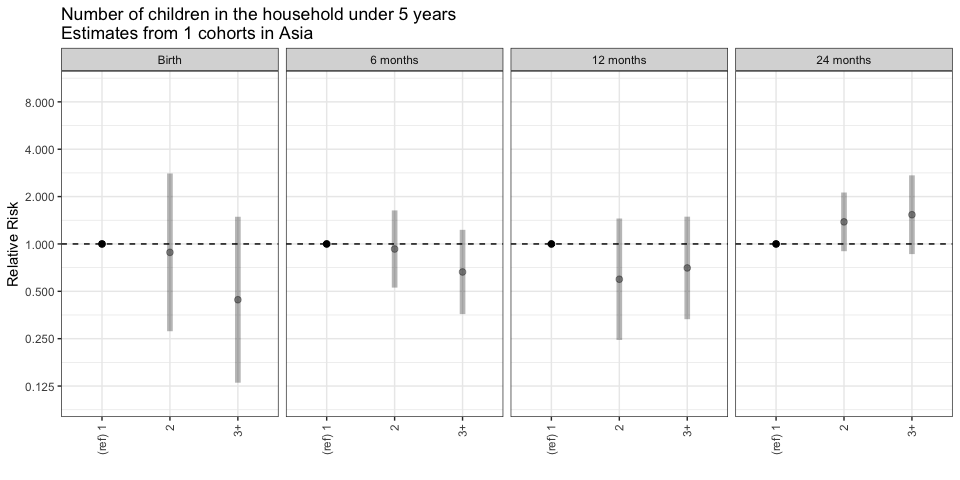 Number of children in the household under 5 years
Estimates from 1 cohorts in Asia
Birth
6 months
12 months
24 months
Relative Risk
8.000
4.000
2.000
1.000
0.500
0.250
0.125
(ref) 1
2
3+
(ref) 1
2
3+
(ref) 1
2
3+
(ref) 1
2
3+